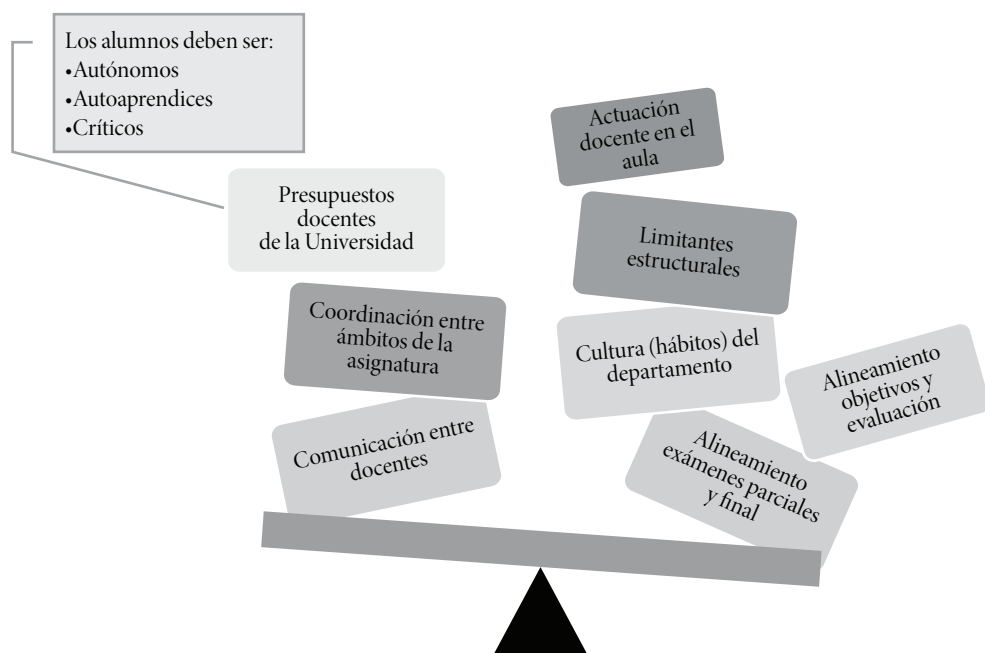 Los alumnos deben ser:
•Autónomos
•Autoaprendices
•Críticos
Presupuestos
docentes
de la Universidad
Coordinación entre
ámbitos de la
asignatura
Comunicación entre
docentes
Actuación
docente en el
aula
Limitantes
estructurales
Cultura (hábitos) del
departamento
Alineamiento
objetivos y
evaluación
Alineamiento
exámenes parciales
y final